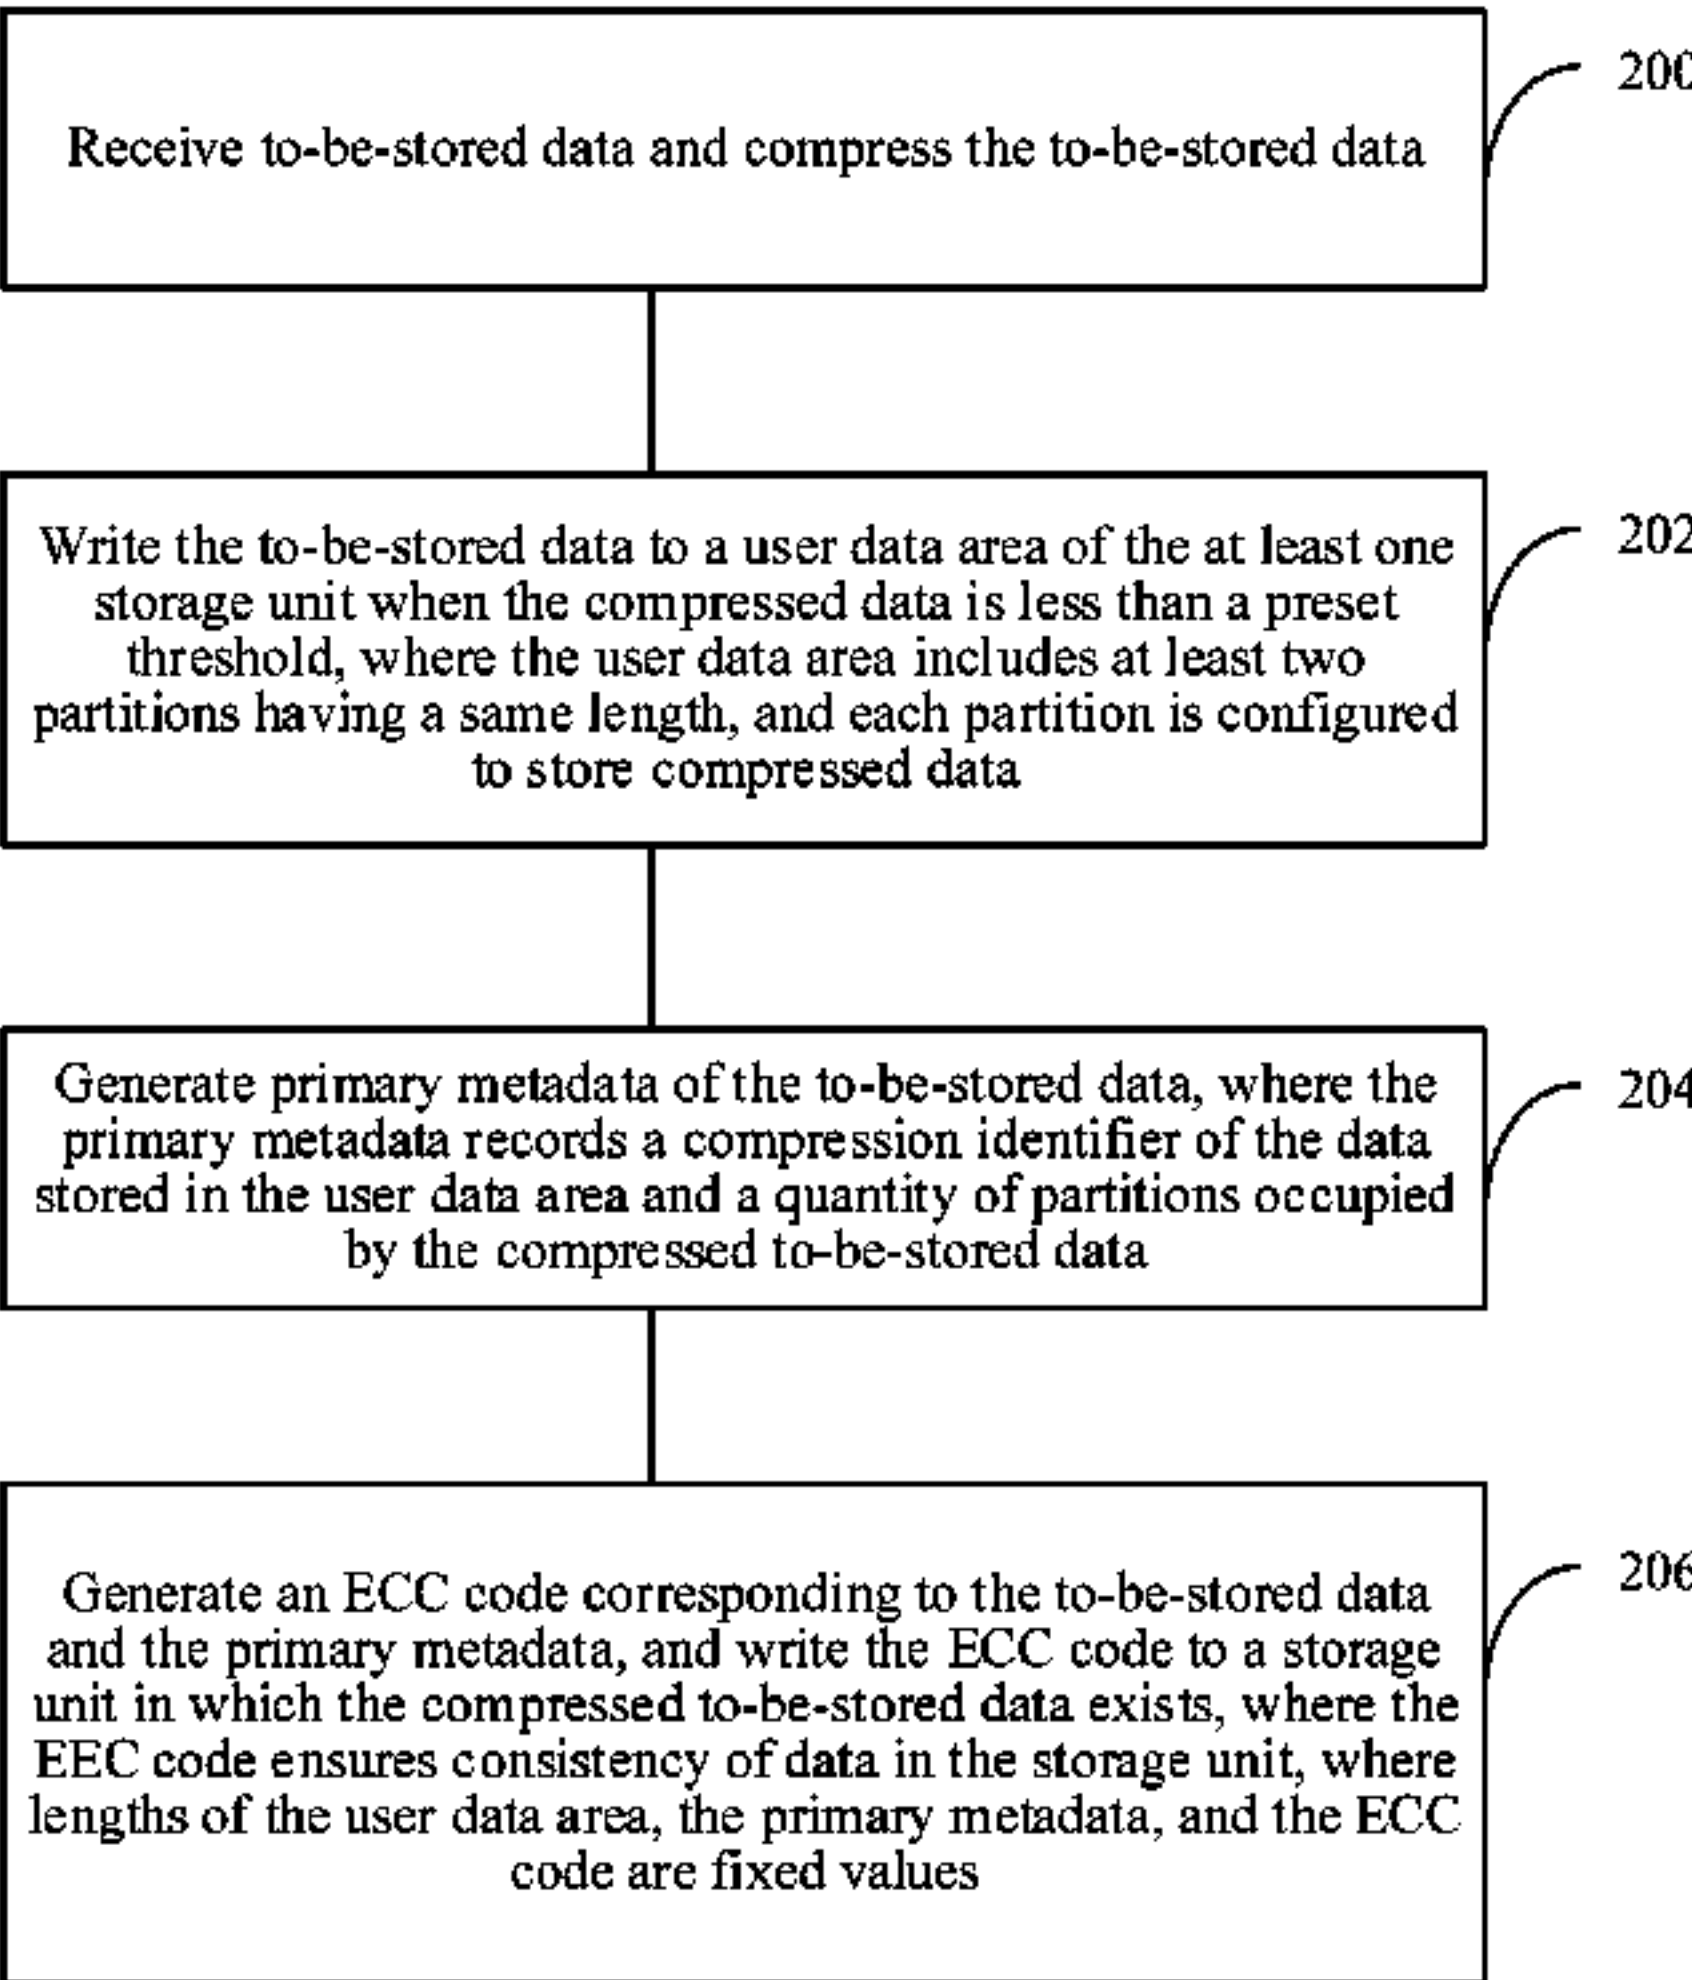 Receive to-be-stored data and compress the to-be-stored data
200
Write the to-be-stored data to a user data area of the at least one
storage unit when the compressed data is less than a preset
threshold, where the user data area includes at least two
partitions having a same length, and each partition is configured
to store compressed data
202
Generate primary metadata of the to-be-stored data, where the
primary metadata records a compression identifier of the data
stored in the user data area and a quantity of partitions occupied
by the compressed to-be-stored data
204
Generate an ECC code corresponding to the to-be-stored data
and the primary metadata, and write the ECC code to a storage
unit in which the compressed to-be-stored data exists, where the
EEC code ensures consistency of data in the storage unit, where
lengths of the user data area, the primary metadata, and the ECC
code are fixed values
206